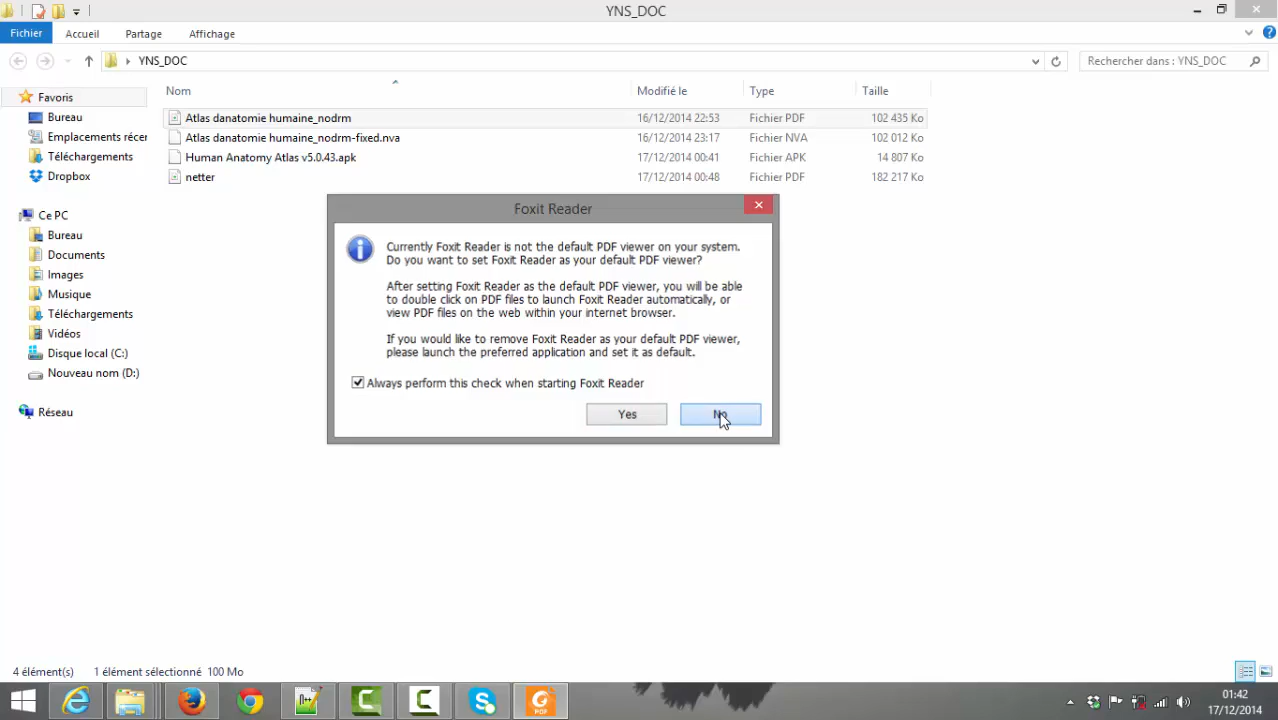 YNS_DOC
Fichier Accueil Partage Affichage
YNS_DOC
Rechercher dans : YNS_DOC
Nom Modifié le Type Taille
Favoris
Bureau
Emplacements récer
Téléchargements
Dropbox
Ce PC
Bureau
Documents
Images
Musique
Téléchargements
Vidéos
Disque local (C:)
Nouveau nom (D:)
Réseau
Atlas danatomie humaine_nodrm 16/12/2014 22:53 Fichier PDF 102 435 Ko
Atlas danatomie humaine_nodrm-fixed.nva 16/12/2014 23:17 Fichier NVA 102 012 Ko
Human Anatomy Atlas v5.0.43.apk 17/12/2014 00:41 Fichier APK 14 807 Ko
netter 17/12/2014 00:48 Fichier PDF 182 217 Ko
Foxit Reader
Currently Foxit Reader is not the default PDF viewer on your system.
Do you want to set Foxit Reader as your default PDF viewer?
After setting Foxit Reader as the default PDF viewer, you will be able
to double click on PDF files to launch Foxit Reader automatically, or
view PDF files on the web within your internet browser.
If you would like to remove Foxit Reader as your default PDF viewer,
please launch the preferred application and set it as default.
Always perform this check when starting Foxit Reader
Yes No
4 élément(s) 1 élément sélectionné 100 Mo
PDF
01:42
17/12/2014